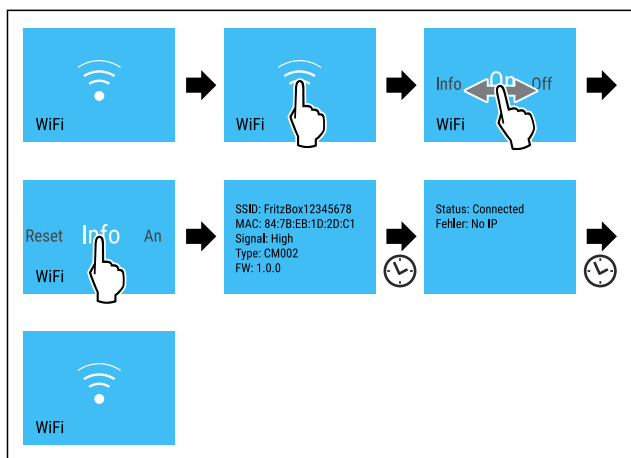 WiFi
WiFi
Info On Off
WiFi
Reset Info An
WiFi
SSID: FritzBox12345678
MAC: 84:7B:EB:1D:2D:C1
Signal: High
Type: CM002
FW: 1.0.0
Status: Connected
Fehler: No IP
WiFi